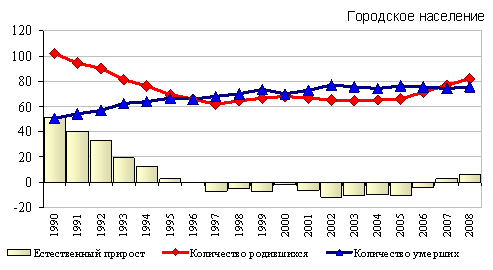 Городское население
120
100
80
60
40
20
0
-20
1990 1991 1992 1993 1994 1995 1996 1997 1998 1999 2000 2001 2002 2003 2004 2005 2006 2007 2008
Естественный прирост Количество родившихся Количество умерших